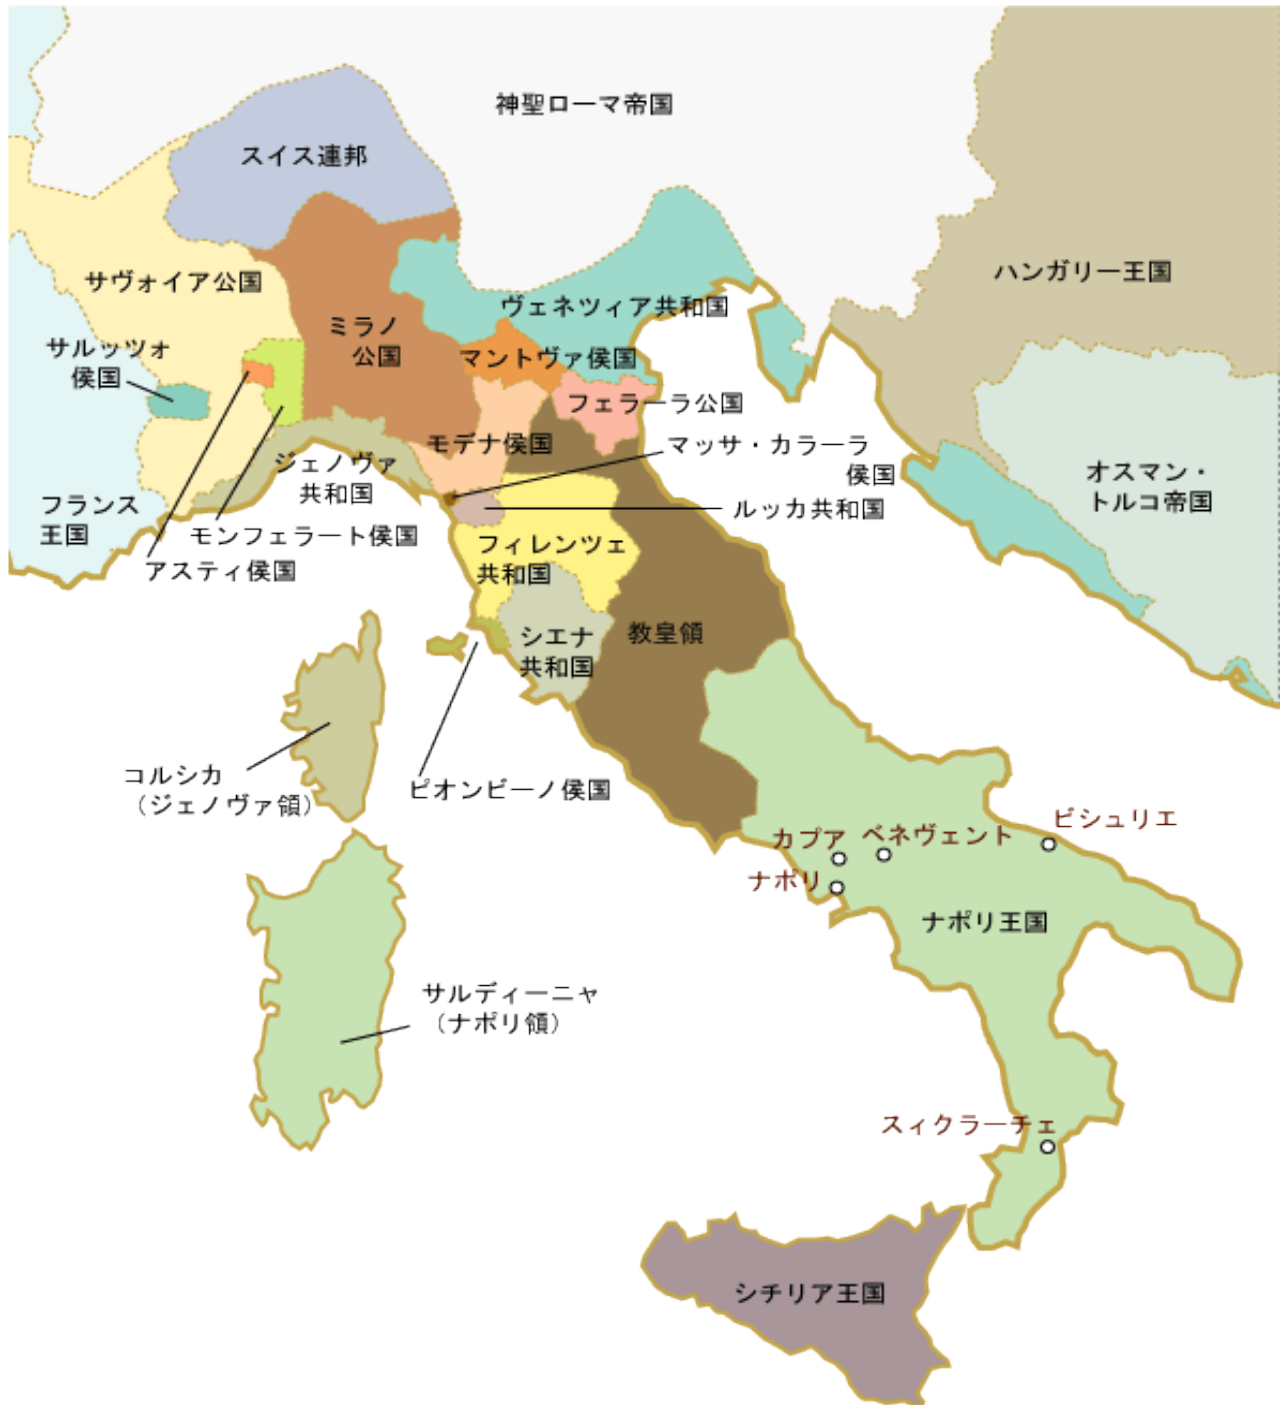 神聖ローマ帝国
スイス連邦
ハンガリー王国
サヴォイア公国
ヴェネツィア共和国
ミラノ
公国
サルッツォ
侯国
マントヴァ侯国
フェラーラ公国
モデナ侯国
マッサ・カラーラ
侯国
ジェノヴァ
共和国
オスマン・
トルコ帝国
フランス
王国
ルッカ共和国
モンフェラート侯国
アスティ侯国
フィレンツェ
共和国
シエナ
共和国
教皇領
コルシカ
（ジェノヴァ領）
ピオンビーノ侯国
ビシュリエ
カプア
ベネヴェント
ナポリ
ナポリ王国
サルディーニャ
（ナポリ領）
スィクラーチェ
シチリア王国